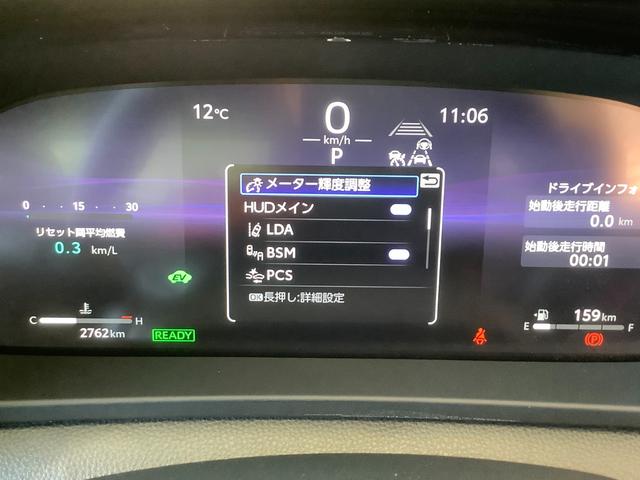 12℃
0
km/h
P
11:06
0 15 30
リセット間平均燃費
0.3 km/L
EV
C H
2762km
READY
メーター輝度調整
HUDメイン
LDA
BSM
PCS
OK長押し:詳細設定
ドライブインフォ
始動後走行距離
0.0 km
始動後走行時間
00:01
159km
E F
P